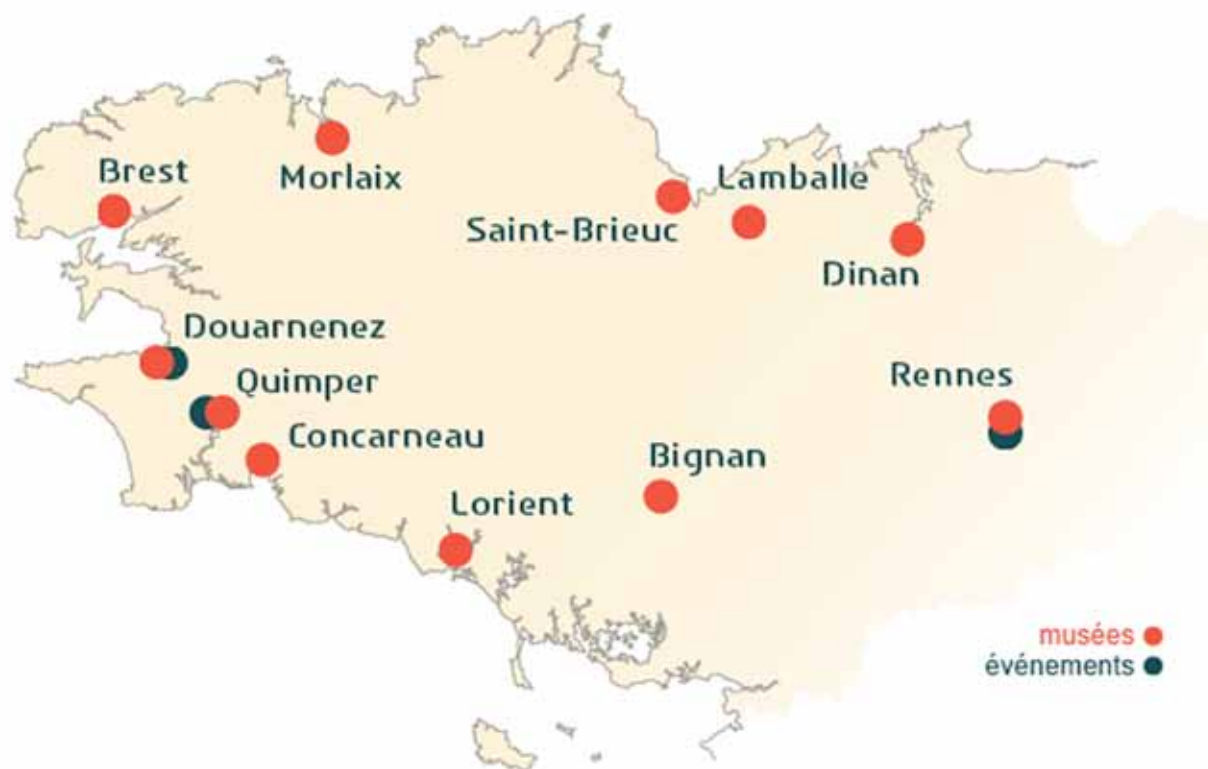 Brest
Morlaix
Lamballe
Saint-Brieuc
Dinan
Douarnenez
Quimper
Rennes
Concarneau
Bignan
Lorient
musées
événements